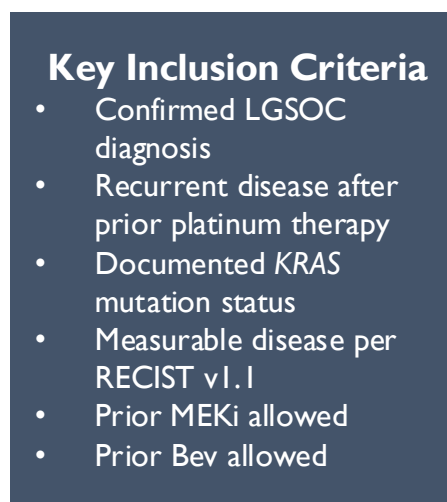 Key Inclusion Criteria
• Confirmed LGSOC
diagnosis
• Recurrent disease after
prior platinum therapy
• Documented KRAS
mutation status
• Measurable disease per
RECIST v1.1
• Prior MEKi allowed
• Prior Bev allowed